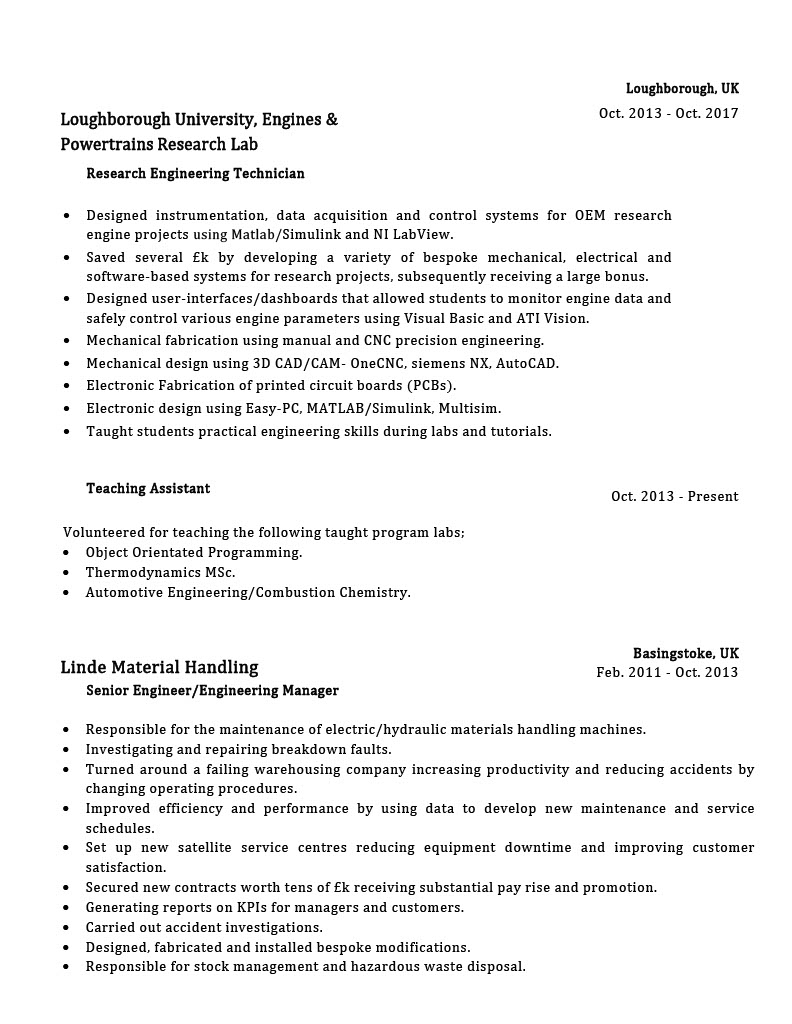 Loughborough, UK
Loughborough University, Engines &
Oct. 2013 - Oct. 2017
Powertrains Research Lab
Research Engineering Technician
• Designed instrumentation, data acquisition and control systems for OEM research
engine projects using Matlab/Simulink and NI LabView.
• Saved several £k by developing a variety of bespoke mechanical, electrical and
software-based systems for research projects, subsequently receiving a large bonus.
• Designed user-interfaces/dashboards that allowed students to monitor engine data and
safely control various engine parameters using Visual Basic and ATI Vision.
• Mechanical fabrication using manual and CNC precision engineering.
• Mechanical design using 3D CAD/CAM- OneCNC, siemens NX, AutoCAD.
• Electronic Fabrication of printed circuit boards (PCBs).
• Electronic design using Easy-PC, MATLAB/Simulink, Multisim.
• Taught students practical engineering skills during labs and tutorials.
Teaching Assistant
Oct. 2013 - Present
Volunteered for teaching the following taught program labs;
• Object Orientated Programming.
• Thermodynamics MSc.
• Automotive Engineering/Combustion Chemistry.
Basingstoke, UK
Linde Material Handling
Feb. 2011 - Oct. 2013
Senior Engineer/Engineering Manager
• Responsible for the maintenance of electric/hydraulic materials handling machines.
• Investigating and repairing breakdown faults.
• Turned around a failing warehousing company increasing productivity and reducing accidents by
changing operating procedures.
• Improved efficiency and performance by using data to develop new maintenance and service
schedules.
• Set up new satellite service centres reducing equipment downtime and improving customer
satisfaction.
• Secured new contracts worth tens of £k receiving substantial pay rise and promotion.
• Generating reports on KPIs for managers and customers.
• Carried out accident investigations.
• Designed, fabricated and installed bespoke modifications.
• Responsible for stock management and hazardous waste disposal.